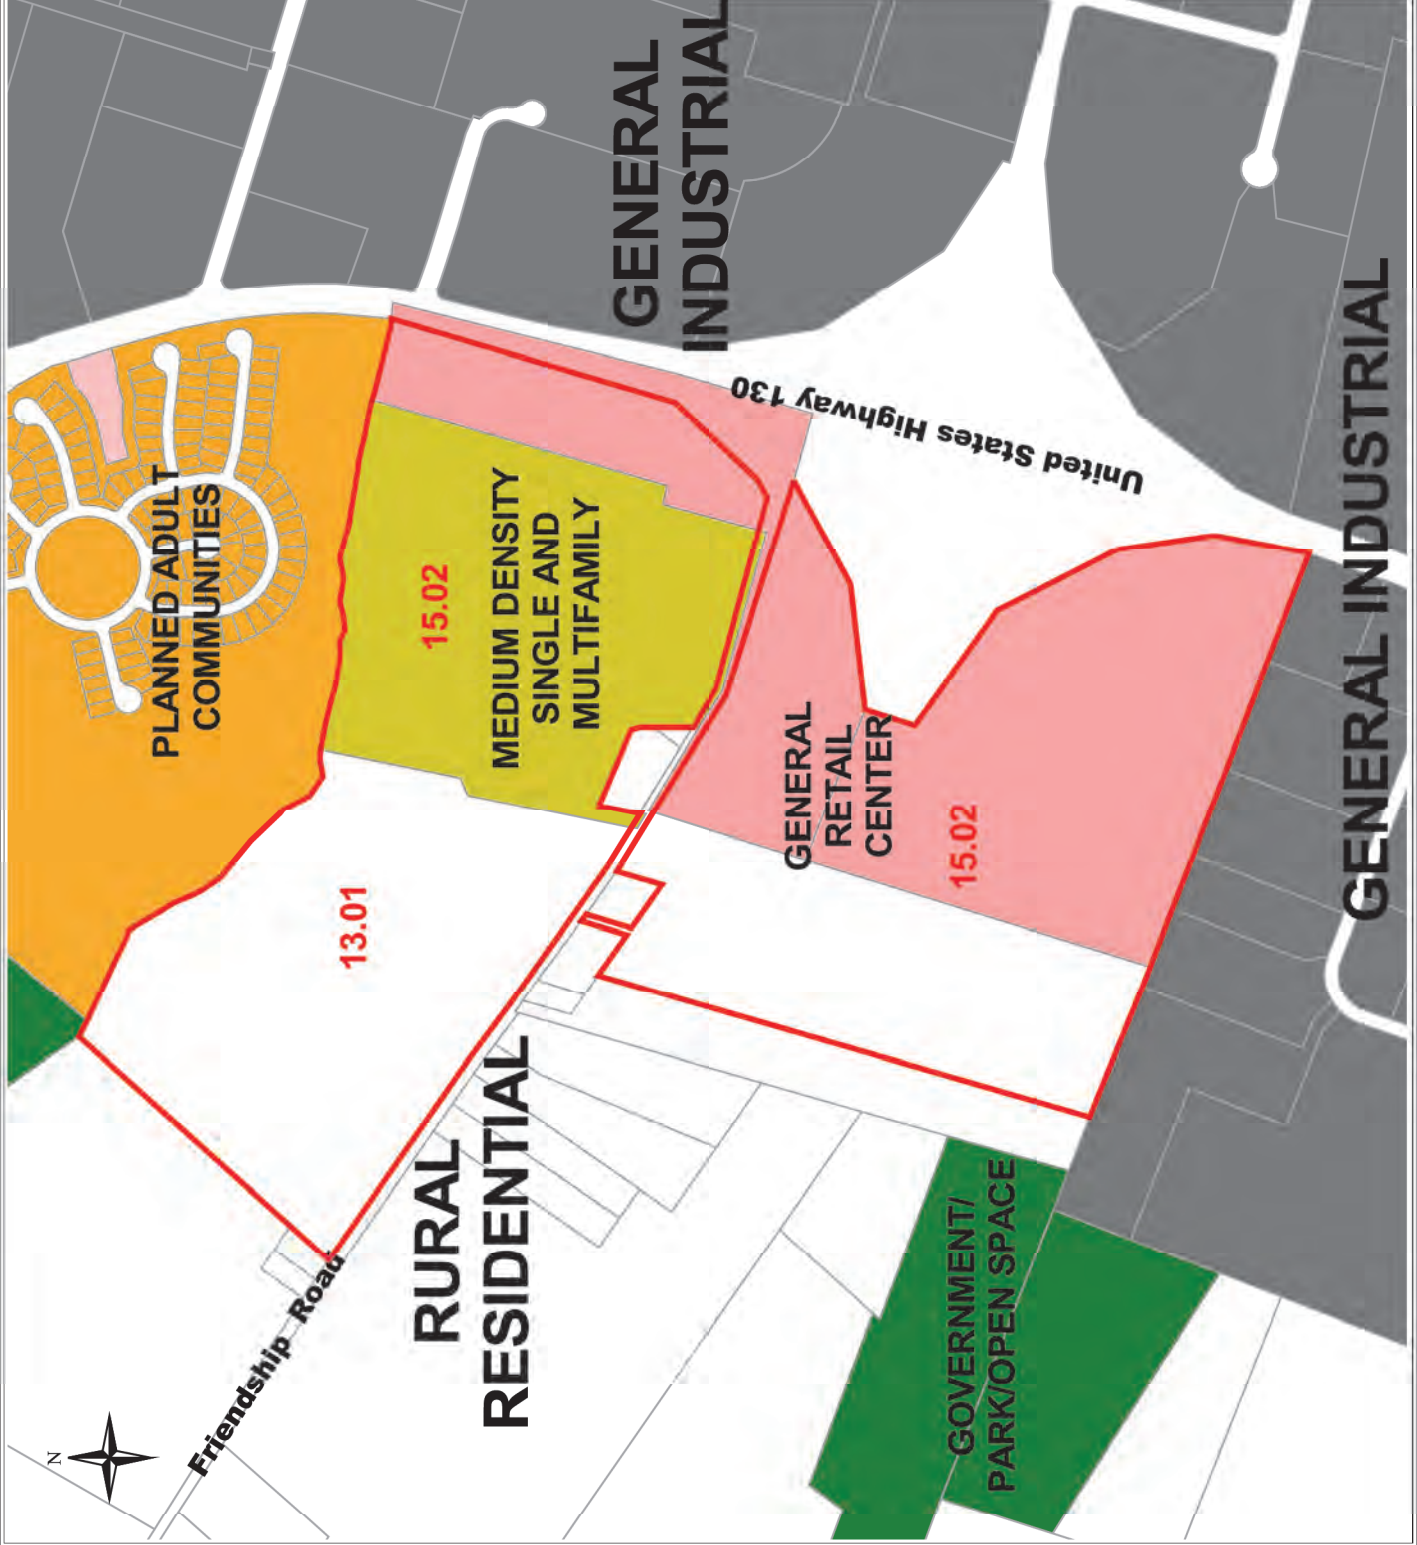 GENERAL
INDUSTRIAL
United States Highway 130
GENERAL INDUSTRIAL
PLANNED ADULT
COMMUNITIES
15.02
MEDIUM DENSITY
SINGLE AND
MULTIFAMILY
GENERAL
RETAIL
CENTER
15.02
13.01
RURAL
RESIDENTIAL
Friendship Road
GOVERNMENT/
PARK/OPEN SPACE
N